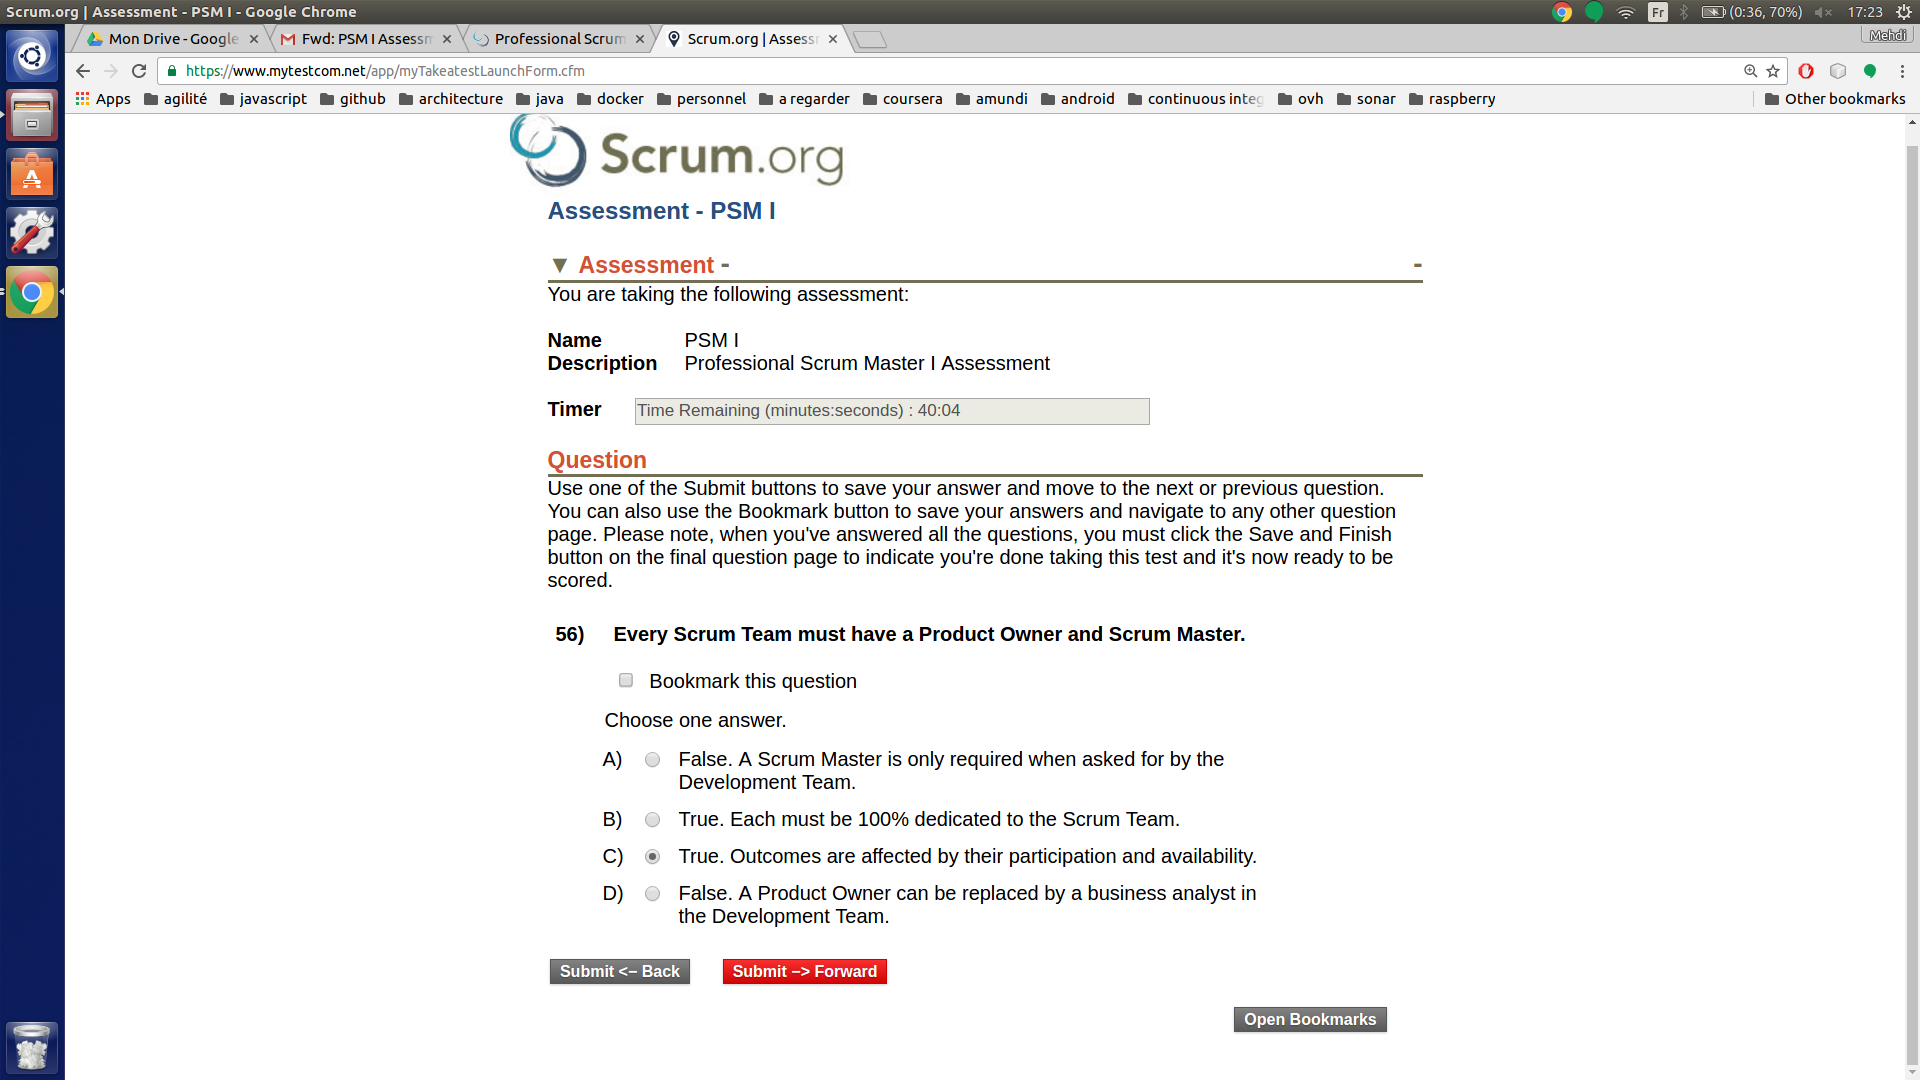 Scrum.org | Assessment - PSM I - Google Chrome
Fr
(0:36, 70%)
17:23
Mon Drive - Google
Fwd: PSM I Assessm
Professional Scrum
Scrum.org | Assess
Mehdi
https://www.mytestcom.net/app/myTakeatestLaunchForm.cfm
Apps
agilité
javascript
github
architecture
java
docker
personnel
a regarder
coursera
amundi
android
continuous integ
ovh
sonar
raspberry
Other bookmarks
Scrum.org
Assessment - PSM I
▼ Assessment - -
You are taking the following assessment:
Name PSM I
Description Professional Scrum Master I Assessment
Timer Time Remaining (minutes:seconds) : 40:04
Question
Use one of the Submit buttons to save your answer and move to the next or previous question.
You can also use the Bookmark button to save your answers and navigate to any other question
page. Please note, when you've answered all the questions, you must click the Save and Finish
button on the final question page to indicate you're done taking this test and it's now ready to be
scored.
56) Every Scrum Team must have a Product Owner and Scrum Master.
Bookmark this question
Choose one answer.
A) False. A Scrum Master is only required when asked for by the
Development Team.
B) True. Each must be 100% dedicated to the Scrum Team.
C) True. Outcomes are affected by their participation and availability.
D) False. A Product Owner can be replaced by a business analyst in
the Development Team.
Submit <– Back
Submit –> Forward
Open Bookmarks